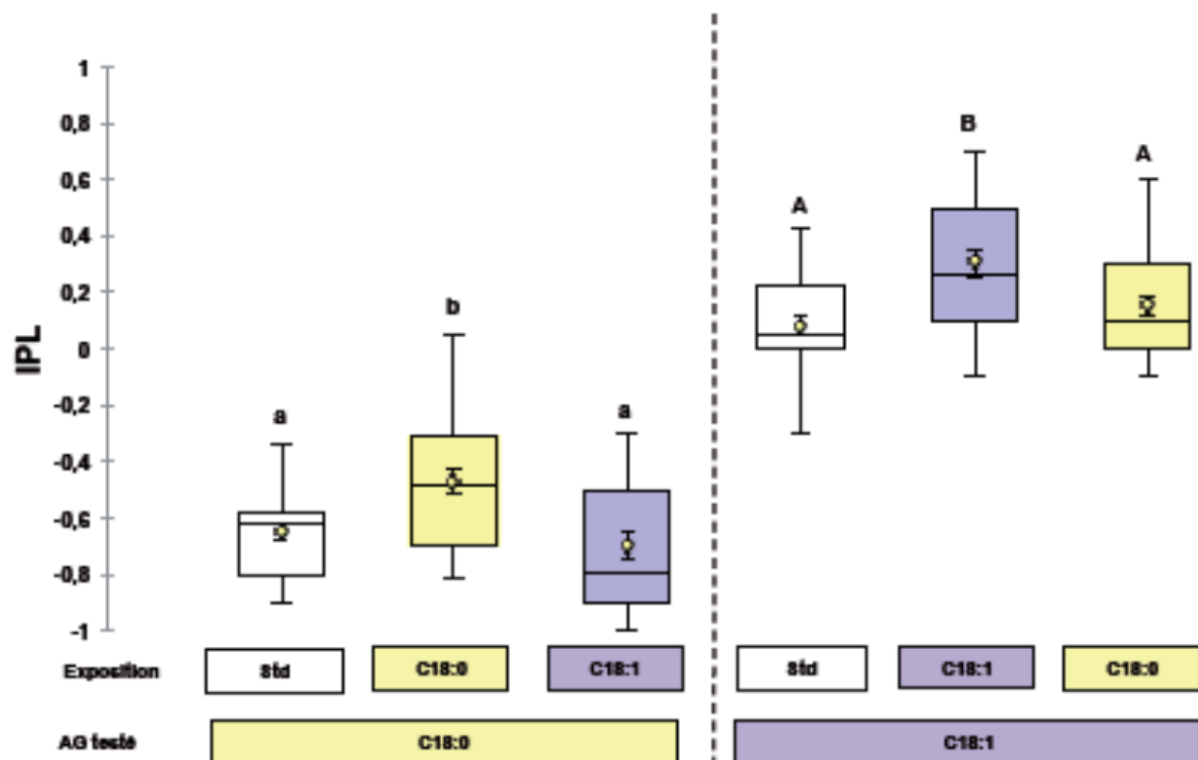 1
0,8
B
A
0,6
A
0,4
b
0,2
IPL
0
-0,2
a
a
-0,4
-0,6
-0,8
-1
Exposition Std C18:0 C18:1 Std C18:1 C18:0
AG testé C18:0 C18:1